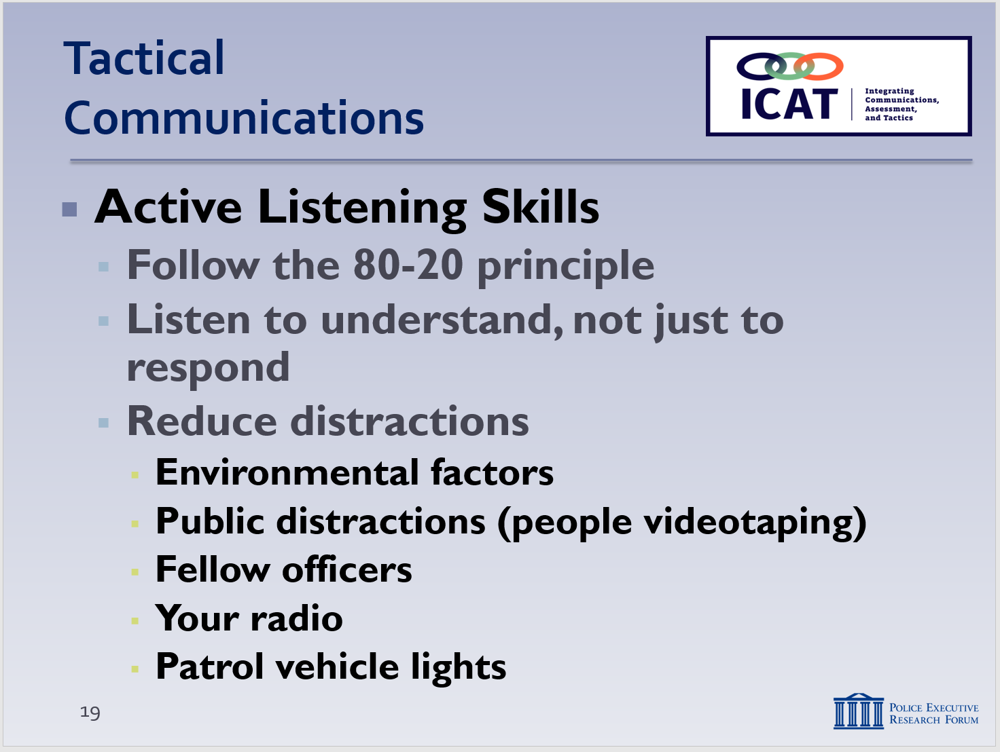 Tactical
Communications
ICAT
Integrating
Communications,
Assessment,
and Tactics
Active Listening Skills
Follow the 80-20 principle
Listen to understand, not just to
respond
Reduce distractions
Environmental factors
Public distractions (people videotaping)
Fellow officers
Your radio
Patrol vehicle lights
19
POLICE EXECUTIVE
RESEARCH FORUM